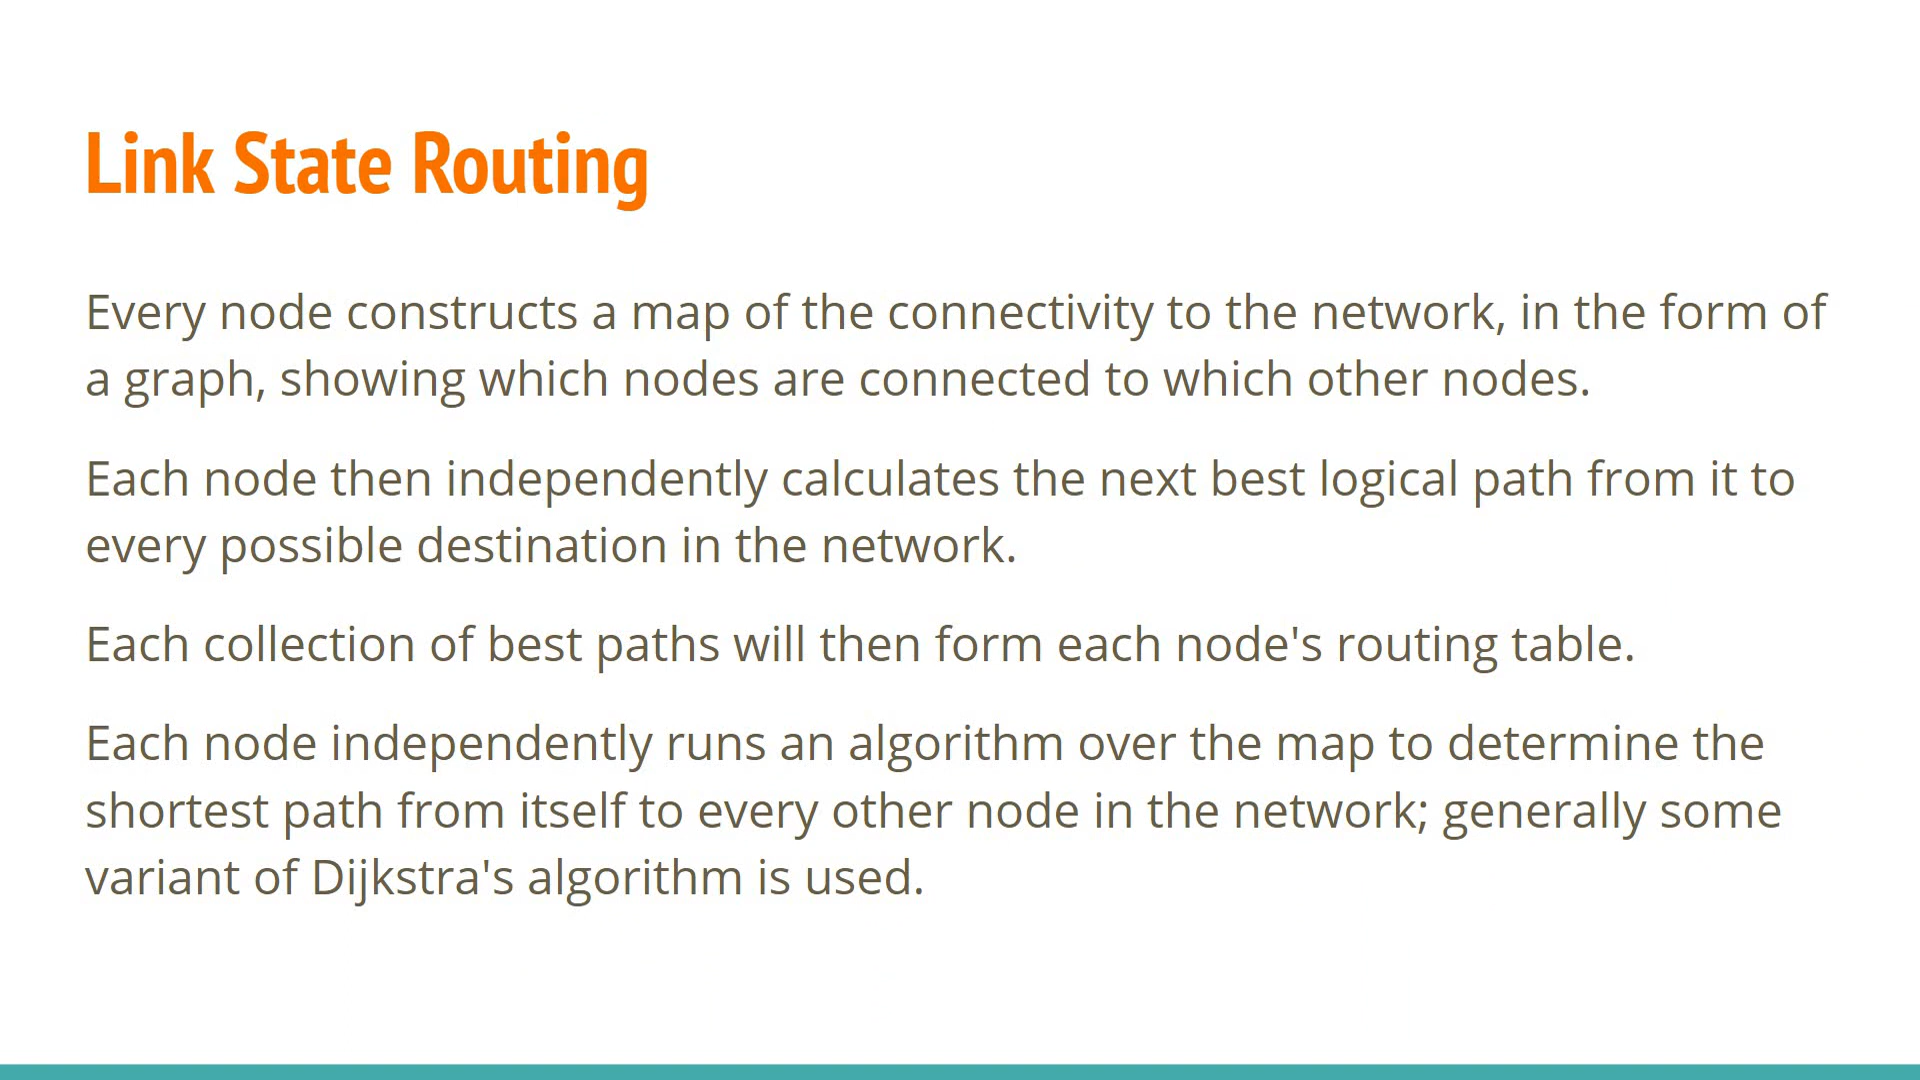 Link State Routing
Every node constructs a map of the connectivity to the network, in the form of
a graph, showing which nodes are connected to which other nodes.
Each node then independently calculates the next best logical path from it to
every possible destination in the network.
Each collection of best paths will then form each node's routing table.
Each node independently runs an algorithm over the map to determine the
shortest path from itself to every other node in the network; generally some
variant of Dijkstra's algorithm is used.